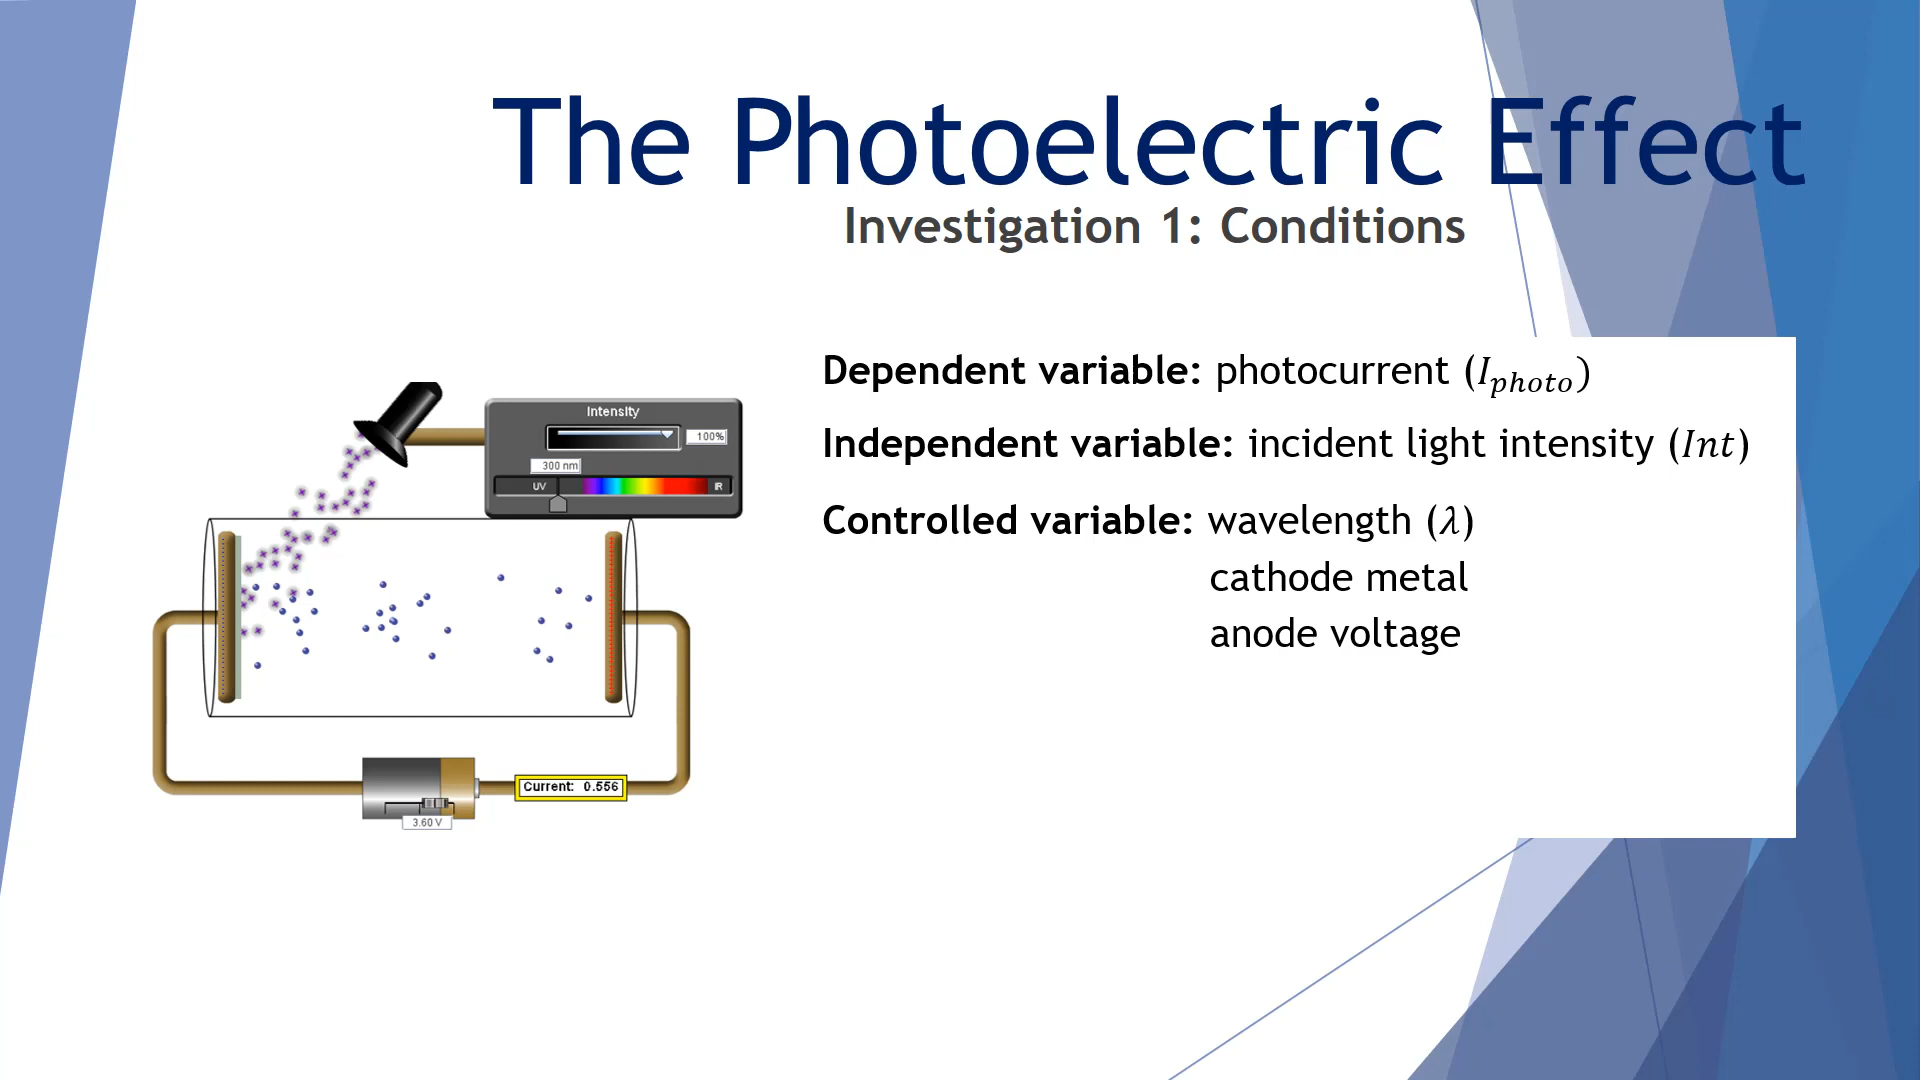 The Photoelectric Effect
Investigation 1: Conditions
Dependent variable: photocurrent (I_photo)
Independent variable: incident light intensity (Int)
Controlled variable: wavelength (λ)
cathode metal
anode voltage
Intensity
100%
300 nm
UV
IR
Current: 0.556
3.60 V